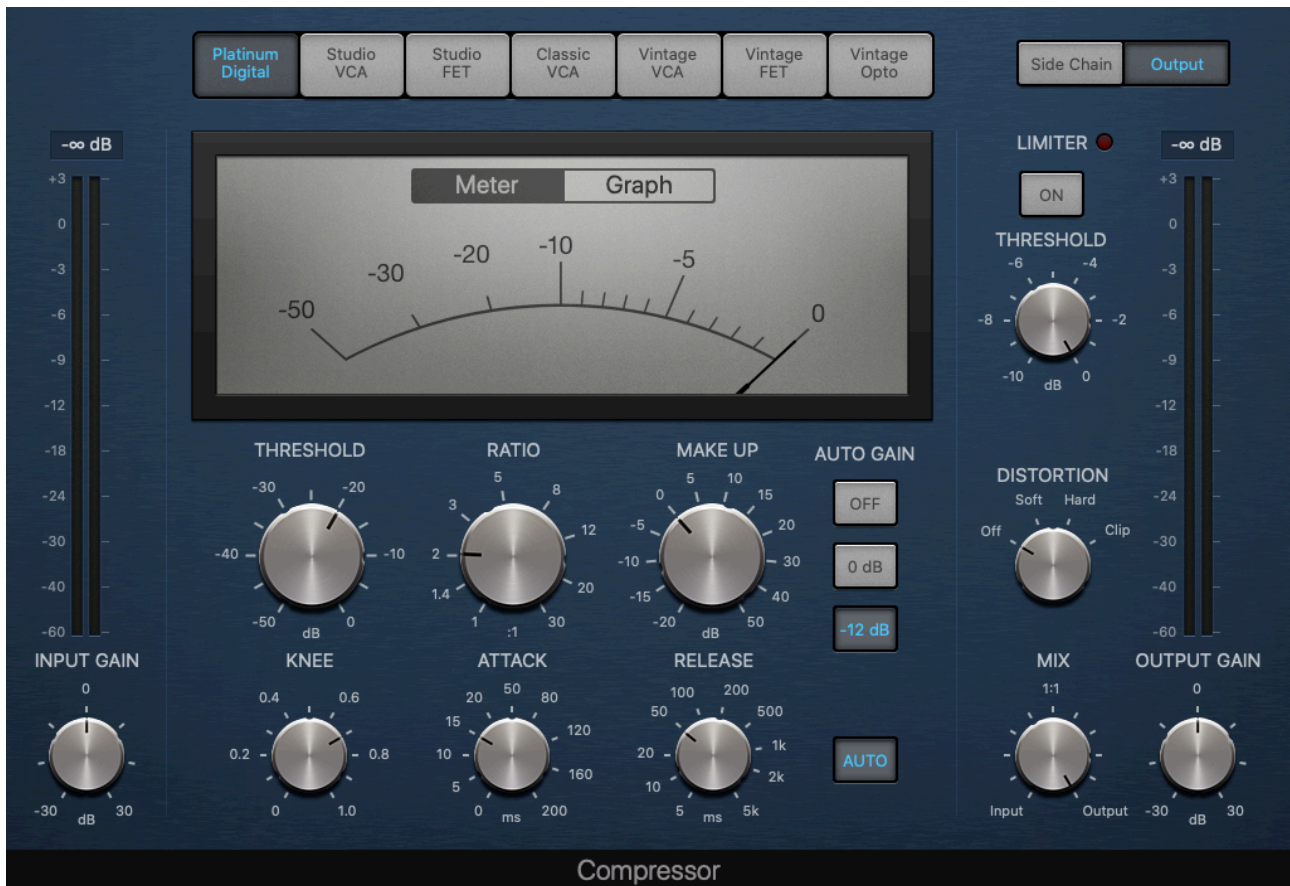 Platinum Digital
Studio VCA
Studio FET
Classic VCA
Vintage VCA
Vintage FET
Vintage Opto
Side Chain
Output
-∞ dB
+3
0
-3
-6
-9
-12
-18
-24
-30
-40
-60
INPUT GAIN
0
-30
dB
30
Meter
Graph
-50
-30
-20
-10
-5
0
THRESHOLD
-50
-40
-30
-20
-10
0
dB
RATIO
1
1.4
2
3
5
8
12
20
30
:1
MAKE UP
-20
-15
-10
-5
0
5
10
15
20
30
40
50
dB
AUTO GAIN
OFF
0 dB
-12 dB
KNEE
0
0.2
0.4
0.6
0.8
1.0
ATTACK
0
5
10
15
20
50
80
120
160
200
ms
RELEASE
5
10
20
50
100
200
500
1k
2k
5k
ms
AUTO
LIMITER
ON
THRESHOLD
-10
-8
-6
-4
-2
0
dB
DISTORTION
Off
Soft
Hard
Clip
MIX
1:1
Input
Output
-∞ dB
+3
0
-3
-6
-9
-12
-18
-24
-30
-40
-60
OUTPUT GAIN
0
-30
dB
30
Compressor